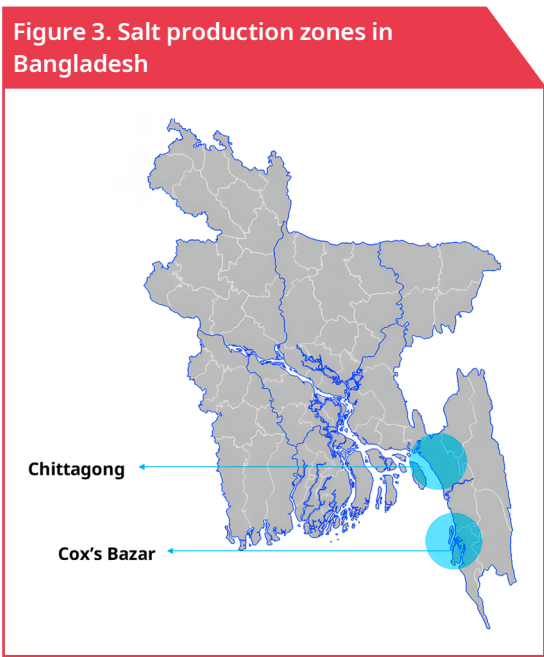 Figure 3. Salt production zones in
Bangladesh
Chittagong
Cox’s Bazar